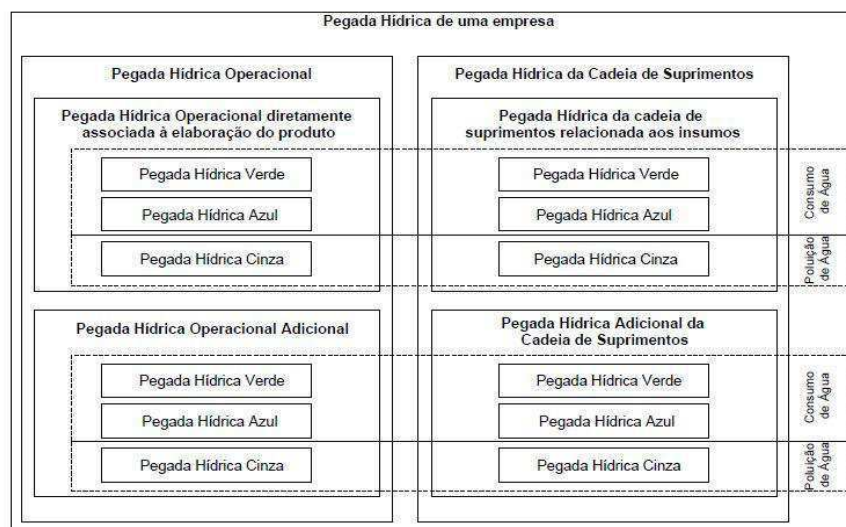 Pegada Hídrica de uma empresa
Pegada Hídrica Operacional
Pegada Hídrica Operacional diretamente
associada à elaboração do produto
Pegada Hídrica Verde
Pegada Hídrica Azul
Pegada Hídrica Cinza
Pegada Hídrica Operacional Adicional
Pegada Hídrica Verde
Pegada Hídrica Azul
Pegada Hídrica Cinza
Pegada Hídrica da Cadeia de Suprimentos
Pegada Hídrica da cadeia de
suprimentos relacionada aos insumos
Pegada Hídrica Verde
Pegada Hídrica Azul
Pegada Hídrica Cinza
Pegada Hídrica Adicional da
Cadeia de Suprimentos
Pegada Hídrica Verde
Pegada Hídrica Azul
Pegada Hídrica Cinza
Consumo
de Água
Poluição
de Água
Consumo
de Água
Poluição
de Água